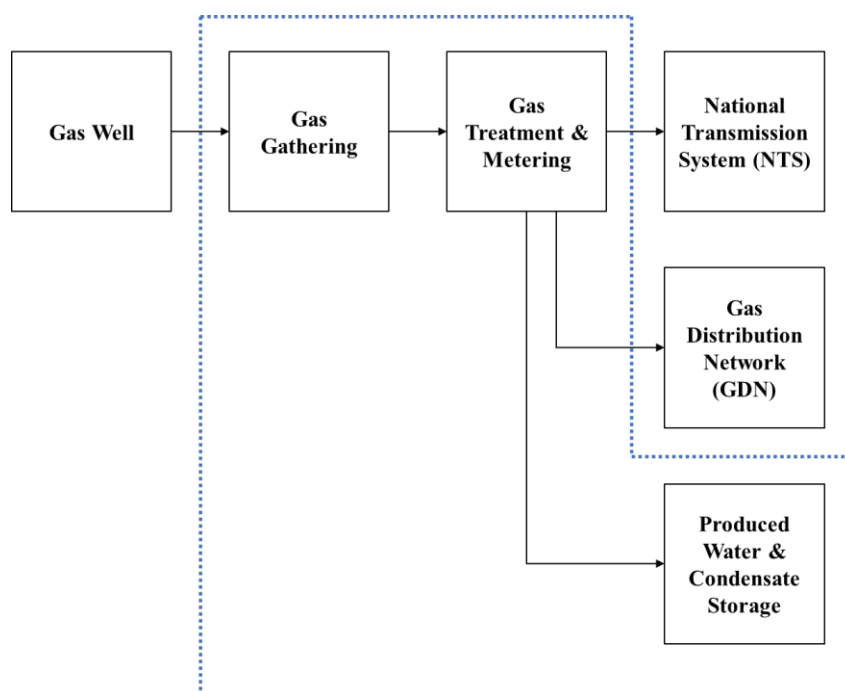 Gas Well
Gas
Gathering
Gas
Treatment &
Metering
National
Transmission
System (NTS)
Gas
Distribution
Network
(GDN)
Produced
Water &
Condensate
Storage